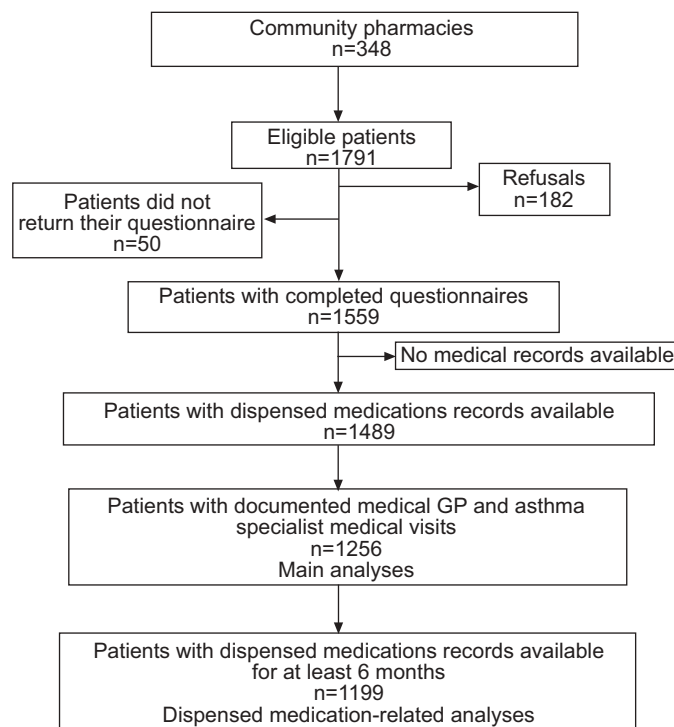 Community pharmacies
n=348
Eligible patients
n=1791
Refusals
n=182
Patients did not
return their questionnaire
n=50
Patients with completed questionnaires
n=1559
No medical records available
Patients with dispensed medications records available
n=1489
Patients with documented medical GP and asthma
specialist medical visits
n=1256
Main analyses
Patients with dispensed medications records available
for at least 6 months
n=1199
Dispensed medication-related analyses